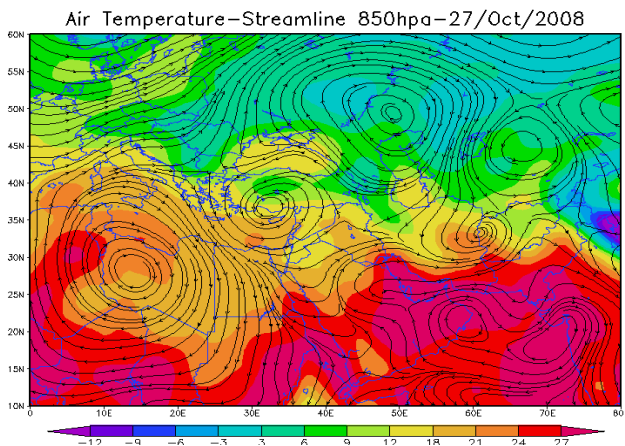 Air Temperature-Streamline 850hpa-27/Oct/2008
60N
55N
50N
45N
40N
35N
30N
25N
20N
15N
10N
0 10E 20E 30E 40E 50E 60E 70E 80E
-12 -9 -6 -3 3 6 9 12 18 21 24 27